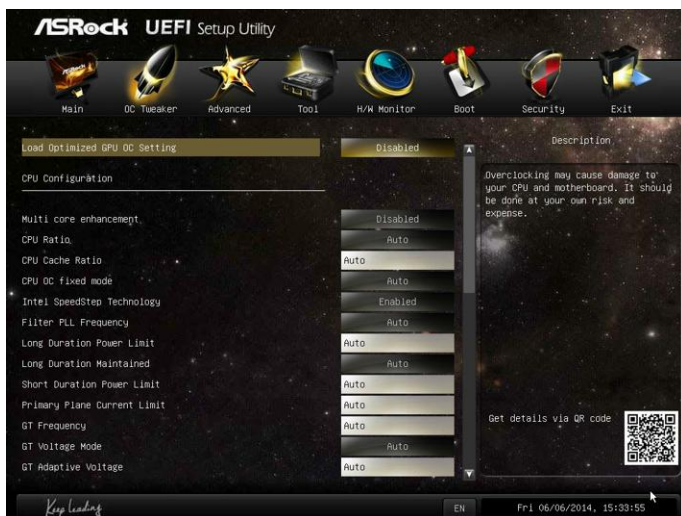 ASRock UEFI Setup Utility
Main OC Tweaker Advanced Tool H/W Monitor Boot Security Exit
Load Optimized GPU OC Setting Disabled
Description
CPU Configuration
Overclocking may cause damage to
your CPU and motherboard. It should
be done at your own risk and
expense.
Multi core enhancement Disabled
CPU Ratio Auto
CPU Cache Ratio Auto
CPU OC fixed mode Auto
Intel SpeedStep Technology Enabled
Filter PLL Frequency Auto
Long Duration Power Limit Auto
Long Duration Maintained Auto
Short Duration Power Limit Auto
Primary Plane Current Limit Auto
GT Frequency Auto
GT Voltage Mode Auto
GT Adaptive Voltage Auto
Get details via QR code
Keep Leading
EN
Fri 06/06/2014, 15:33:55